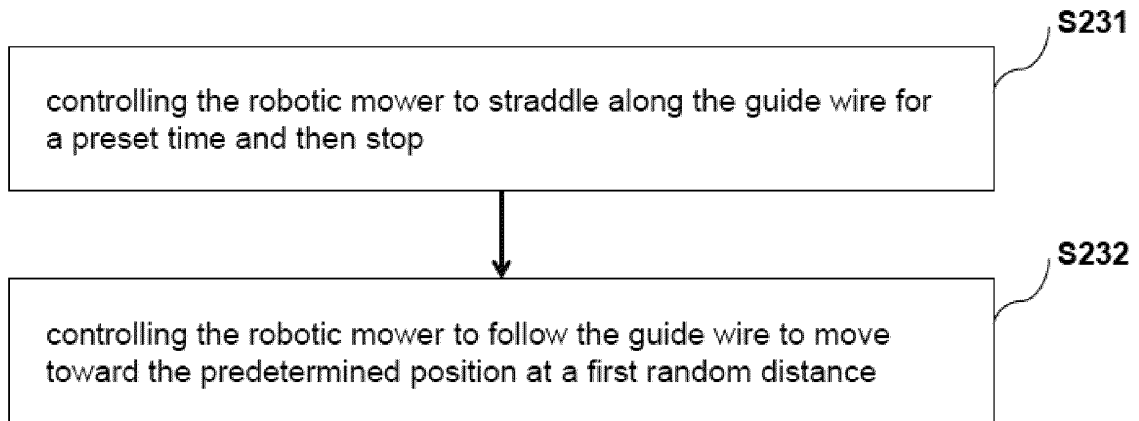 S231
controlling the robotic mower to straddle along the guide wire for
a preset time and then stop
S232
controlling the robotic mower to follow the guide wire to move
toward the predetermined position at a first random distance